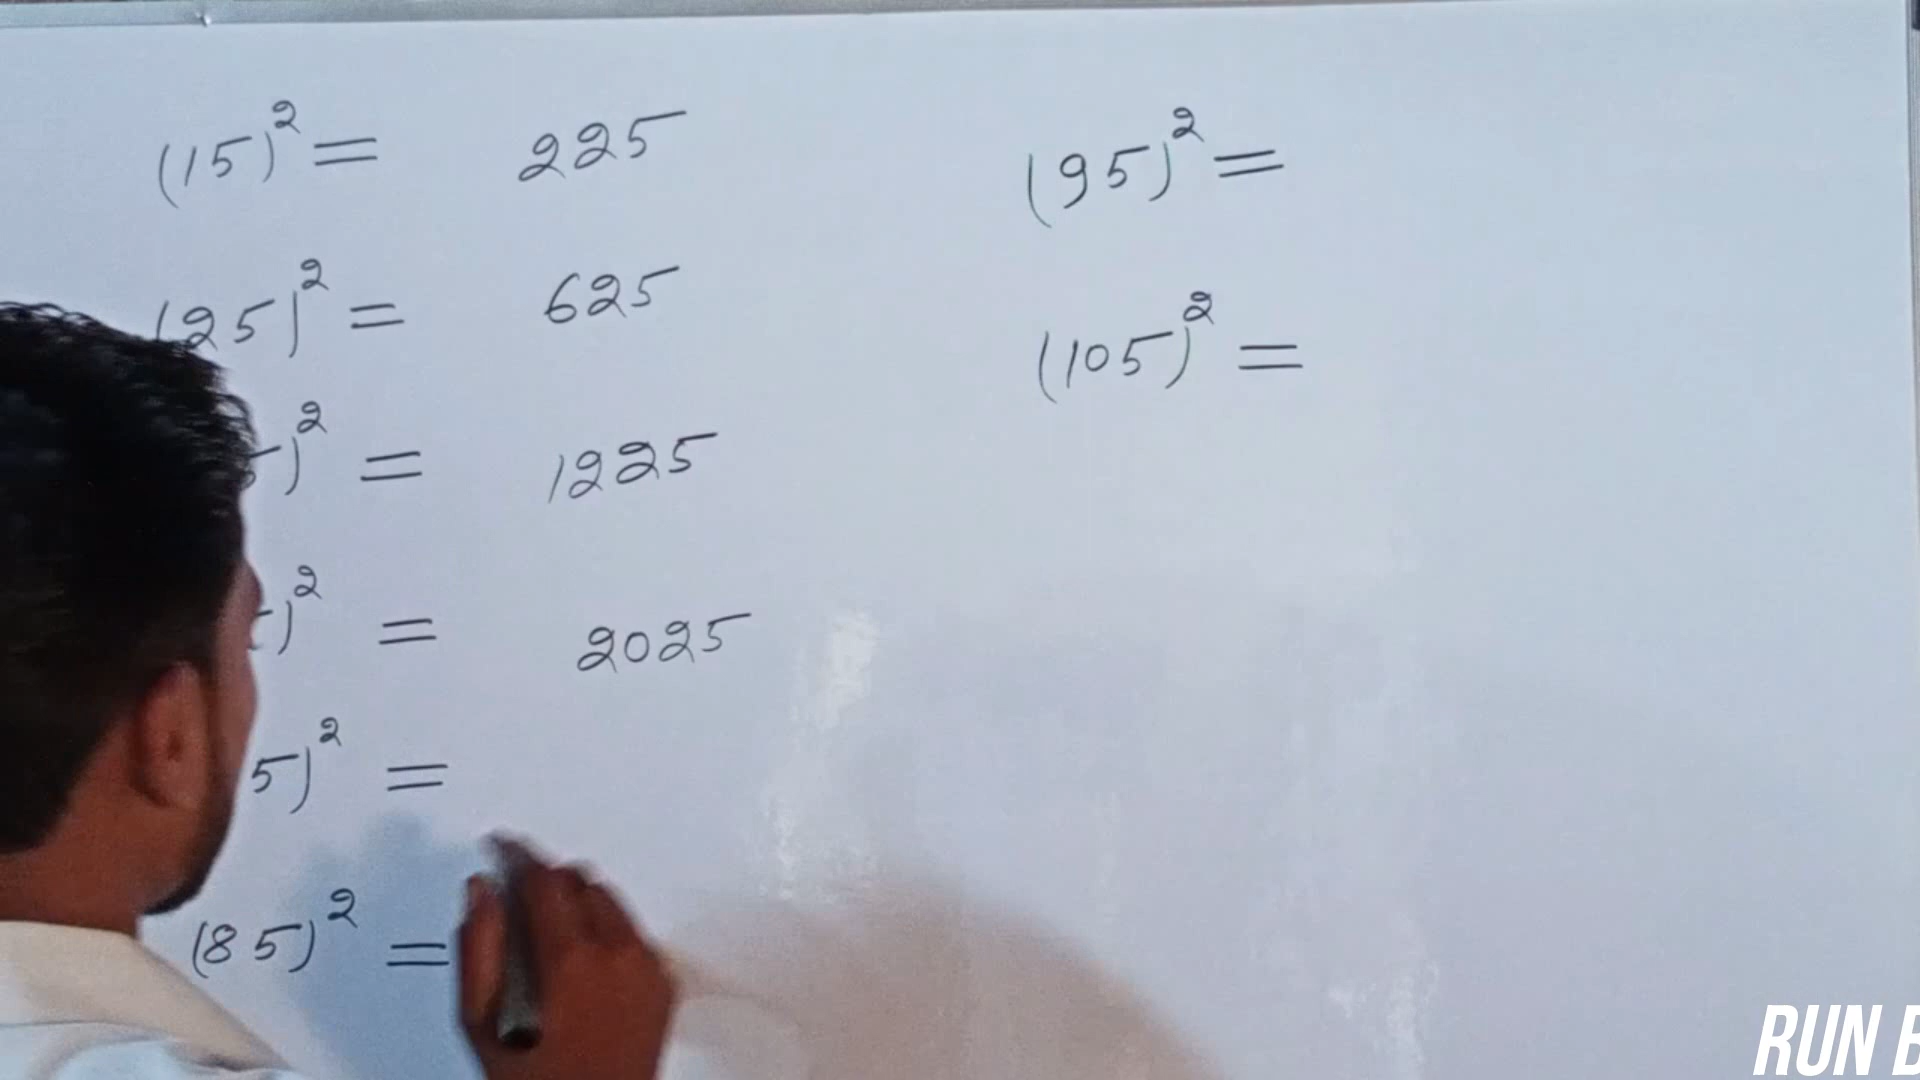 (15)² = 225
(25)² = 625
)² = 1225
)² = 2025
5)² =
(85)² =
(95)² =
(105)² =
RUN B